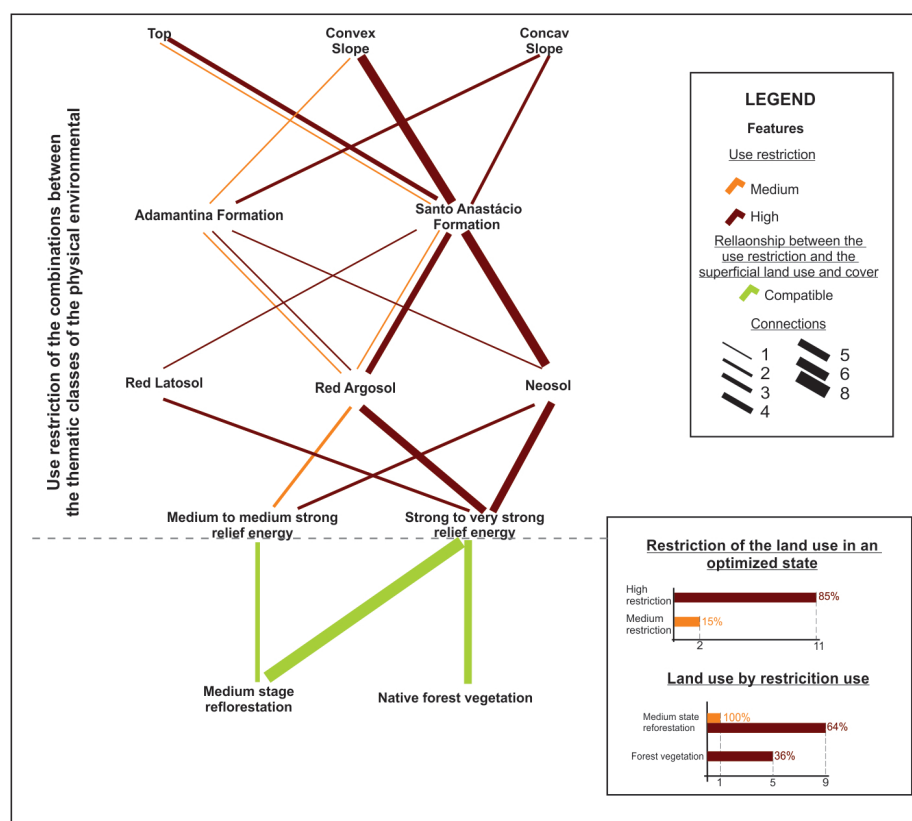 Use restriction of the combinations between
the thematic classes of the physical environmental
Top
Convex
Slope
Concav
Slope
Adamantina Formation
Santo Anastácio
Formation
Red Latosol
Red Argosol
Neosol
Medium to medium strong
relief energy
Strong to very strong
relief energy
Medium stage
reflorestation
Native forest vegetation
LEGEND
Features
Use restriction
Medium
High
Rellaonship between the
use restriction and the
superficial land use and cover
Compatible
Connections
1
2
3
4
5
6
8
Restriction of the land use in an
optimized state
High
restriction
85%
Medium
restriction
15%
2
11
Land use by restricition use
Medium state
reforestation
100%
64%
Forest vegetation
36%
1
5
9